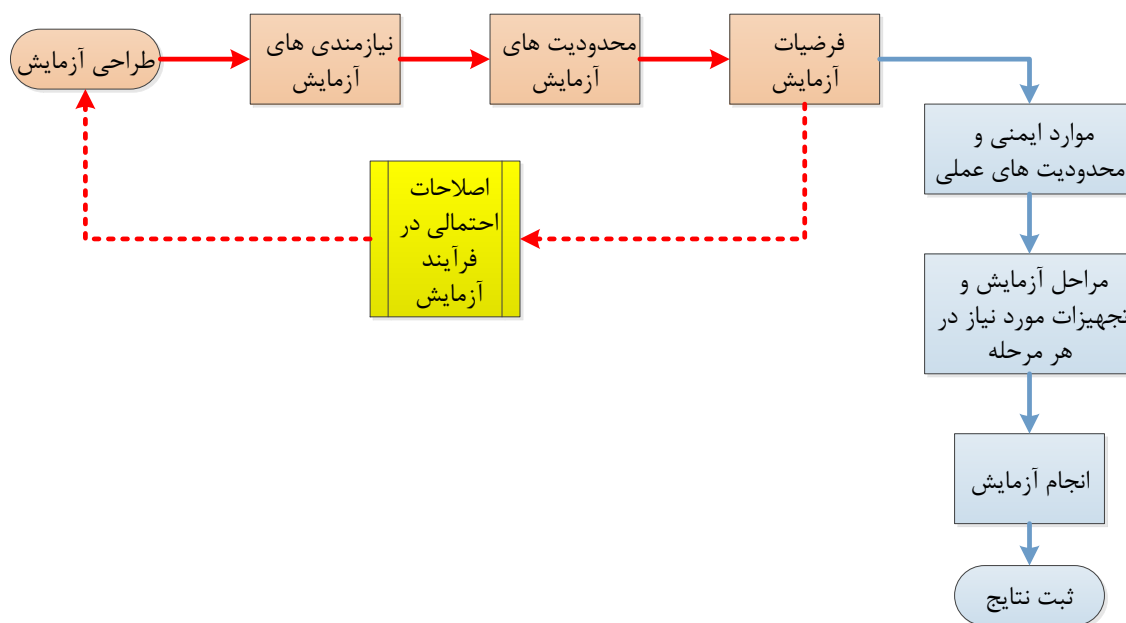 طراحی آزمایش
نیازمندی های
آزمایش
محدودیت های
آزمایش
فرضیات
آزمایش
موارد ایمنی و
محدودیت های عملی
اصلاحات
احتمالی در
فرآیند
آزمایش
مراحل آزمایش و
تجهیزات مورد نیاز در
هر مرحله
انجام آزمایش
ثبت نتایج